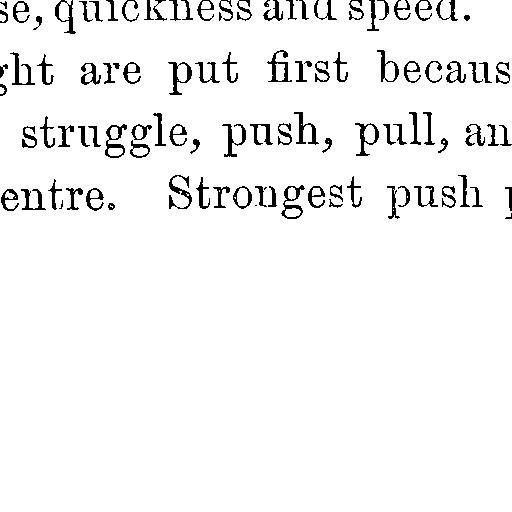 se, quickness and speed.
ght are put first becaus
struggle, push, pull, an
entre. Strongest push